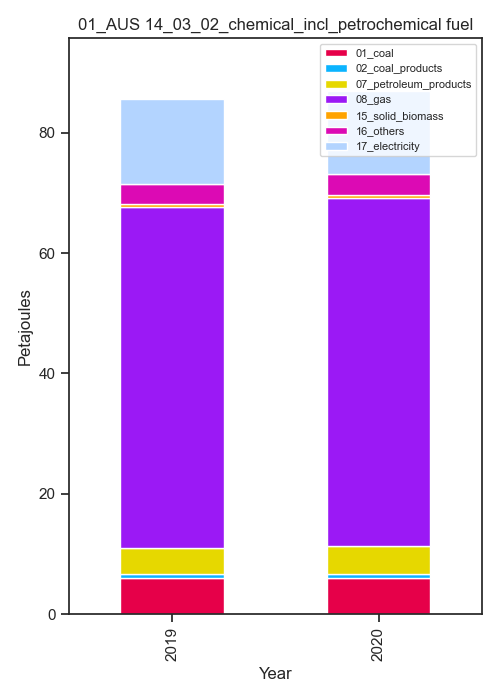 01_AUS 14_03_02_chemical_incl_petrochemical fuel
01_coal
02_coal_products
07_petroleum_products
08_gas
15_solid_biomass
16_others
17_electricity
80
60
40
20
0
Petajoules
2019
2020
Year